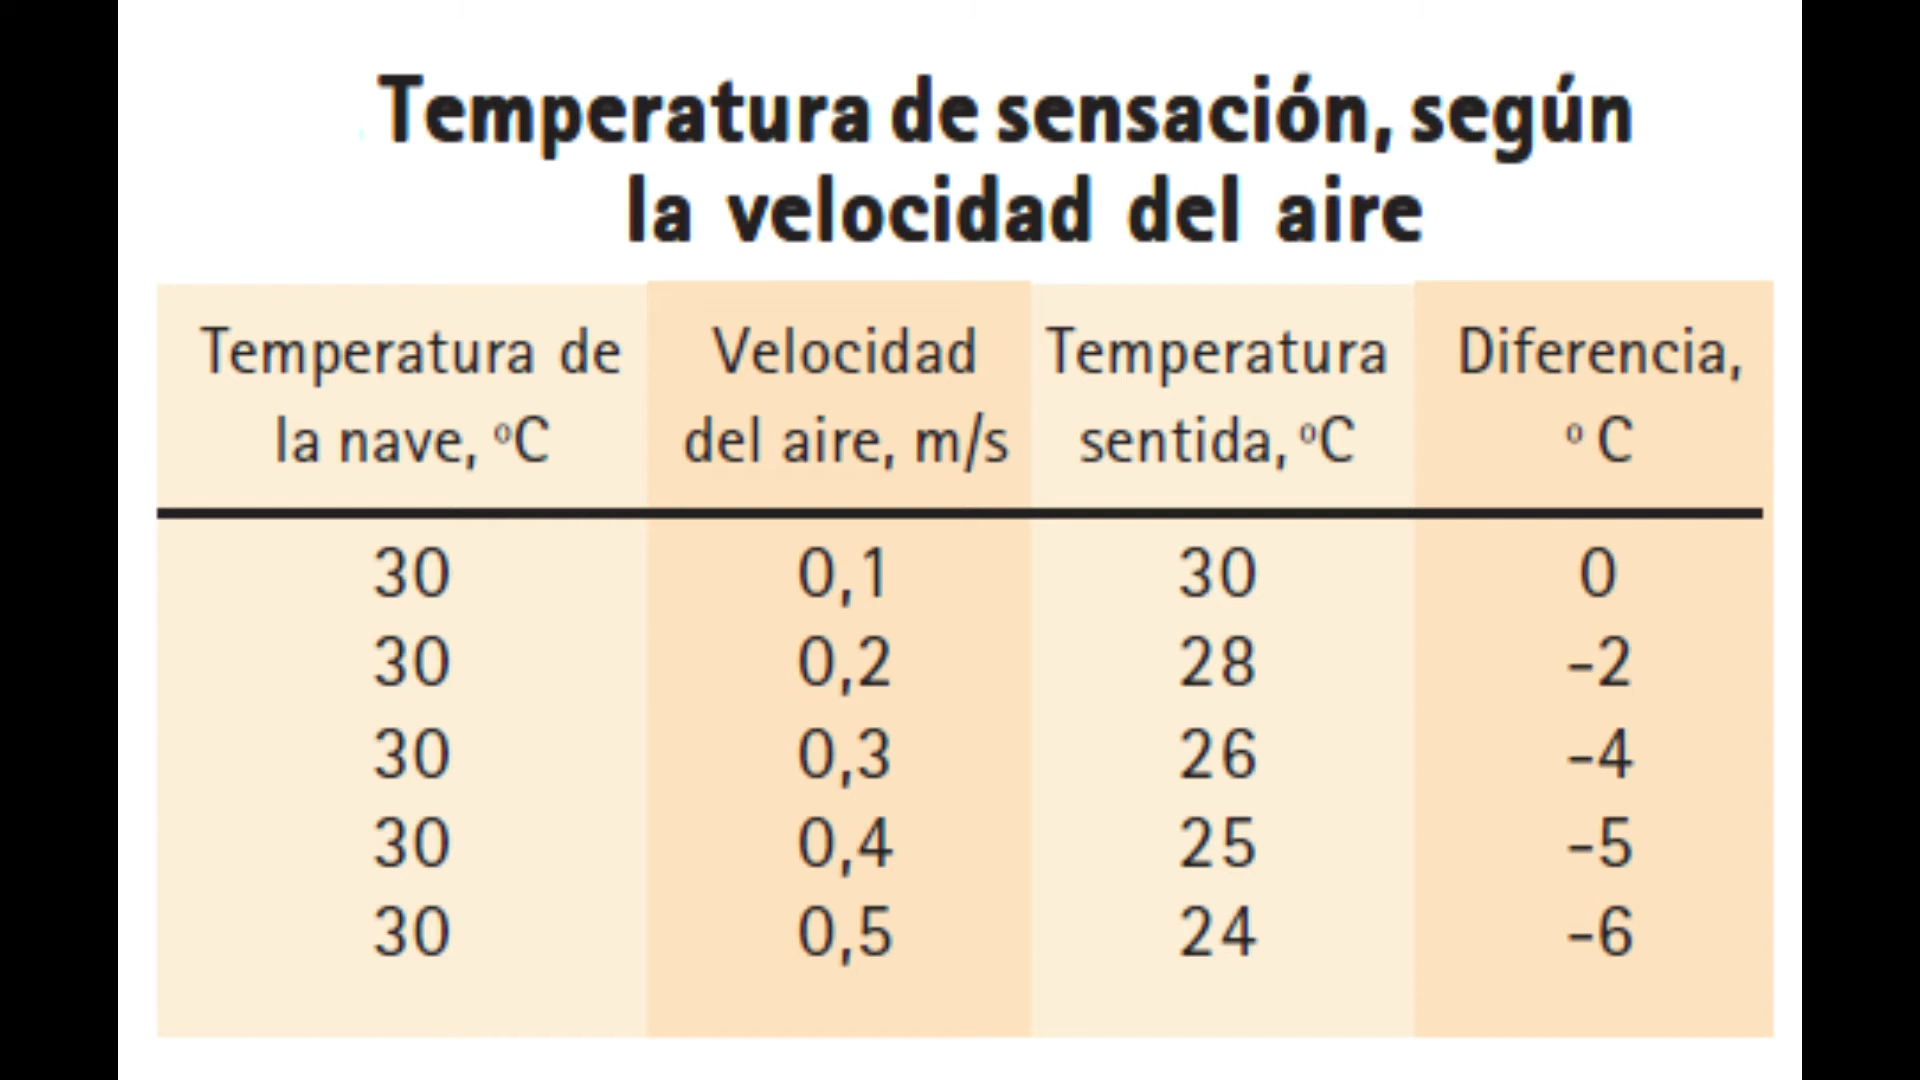 Temperatura de sensación, según
la velocidad del aire
Temperatura de la nave, ºC Velocidad del aire, m/s Temperatura sentida, ºC Diferencia, º C
30 0,1 30 0
30 0,2 28 -2
30 0,3 26 -4
30 0,4 25 -5
30 0,5 24 -6